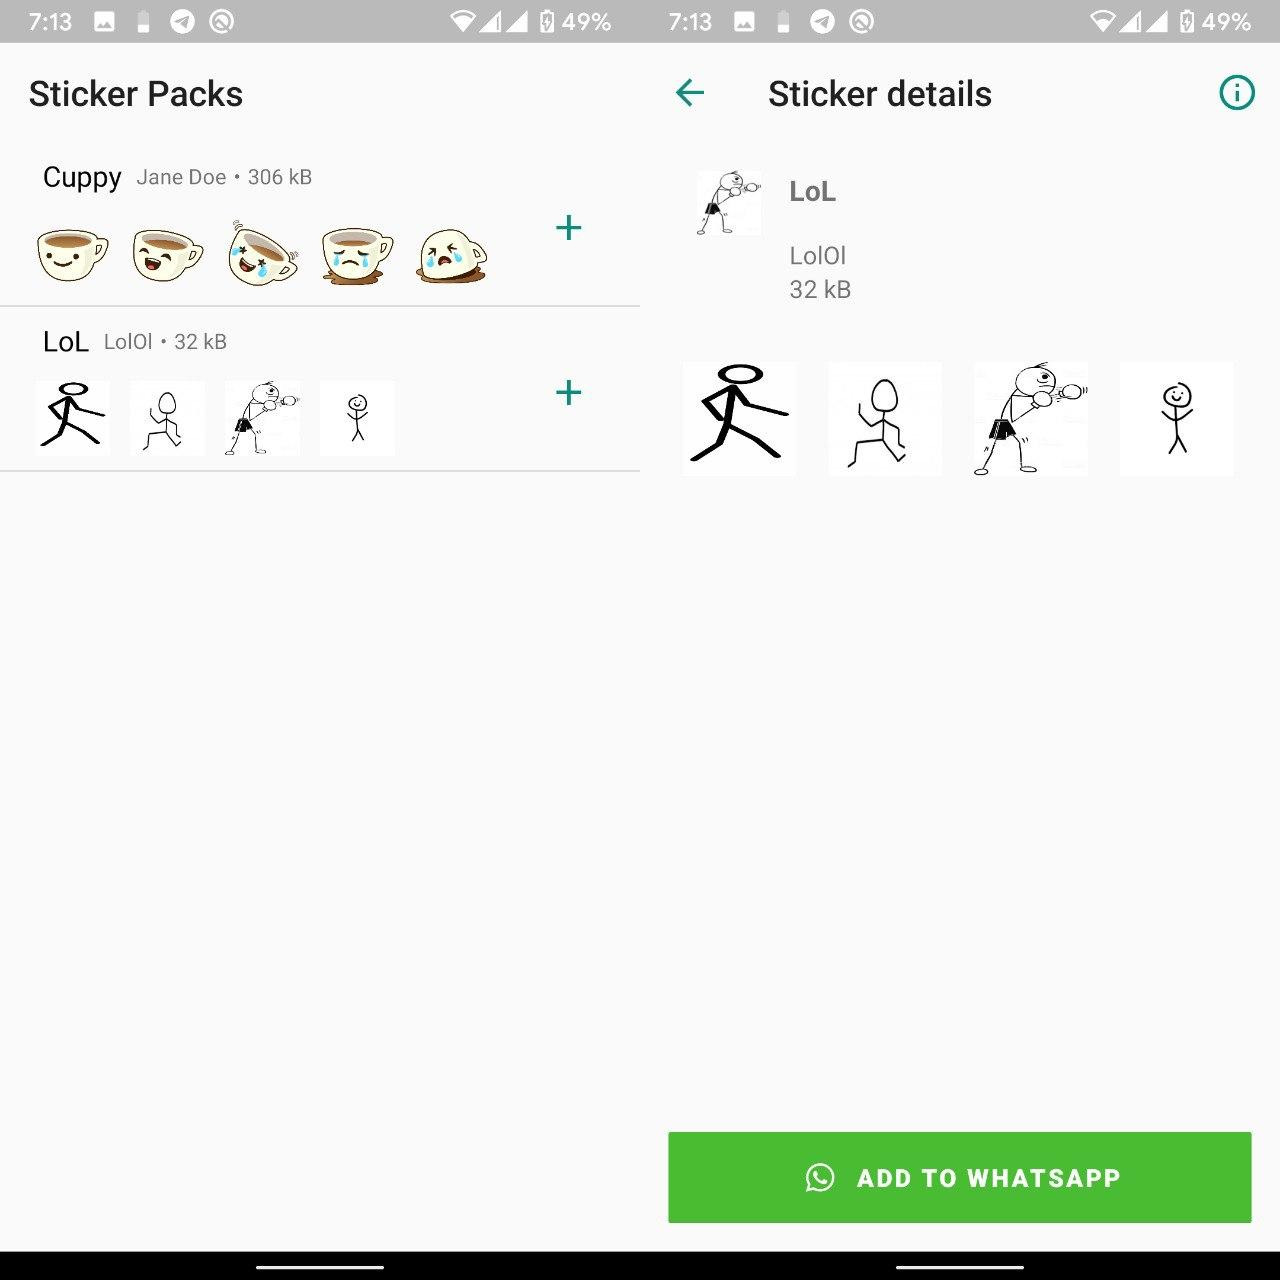 7:13 49%
Sticker Packs
Cuppy Jane Doe • 306 kB
LoL LolOl • 32 kB
7:13 49%
Sticker details
LoL
LolOl
32 kB
ADD TO WHATSAPP